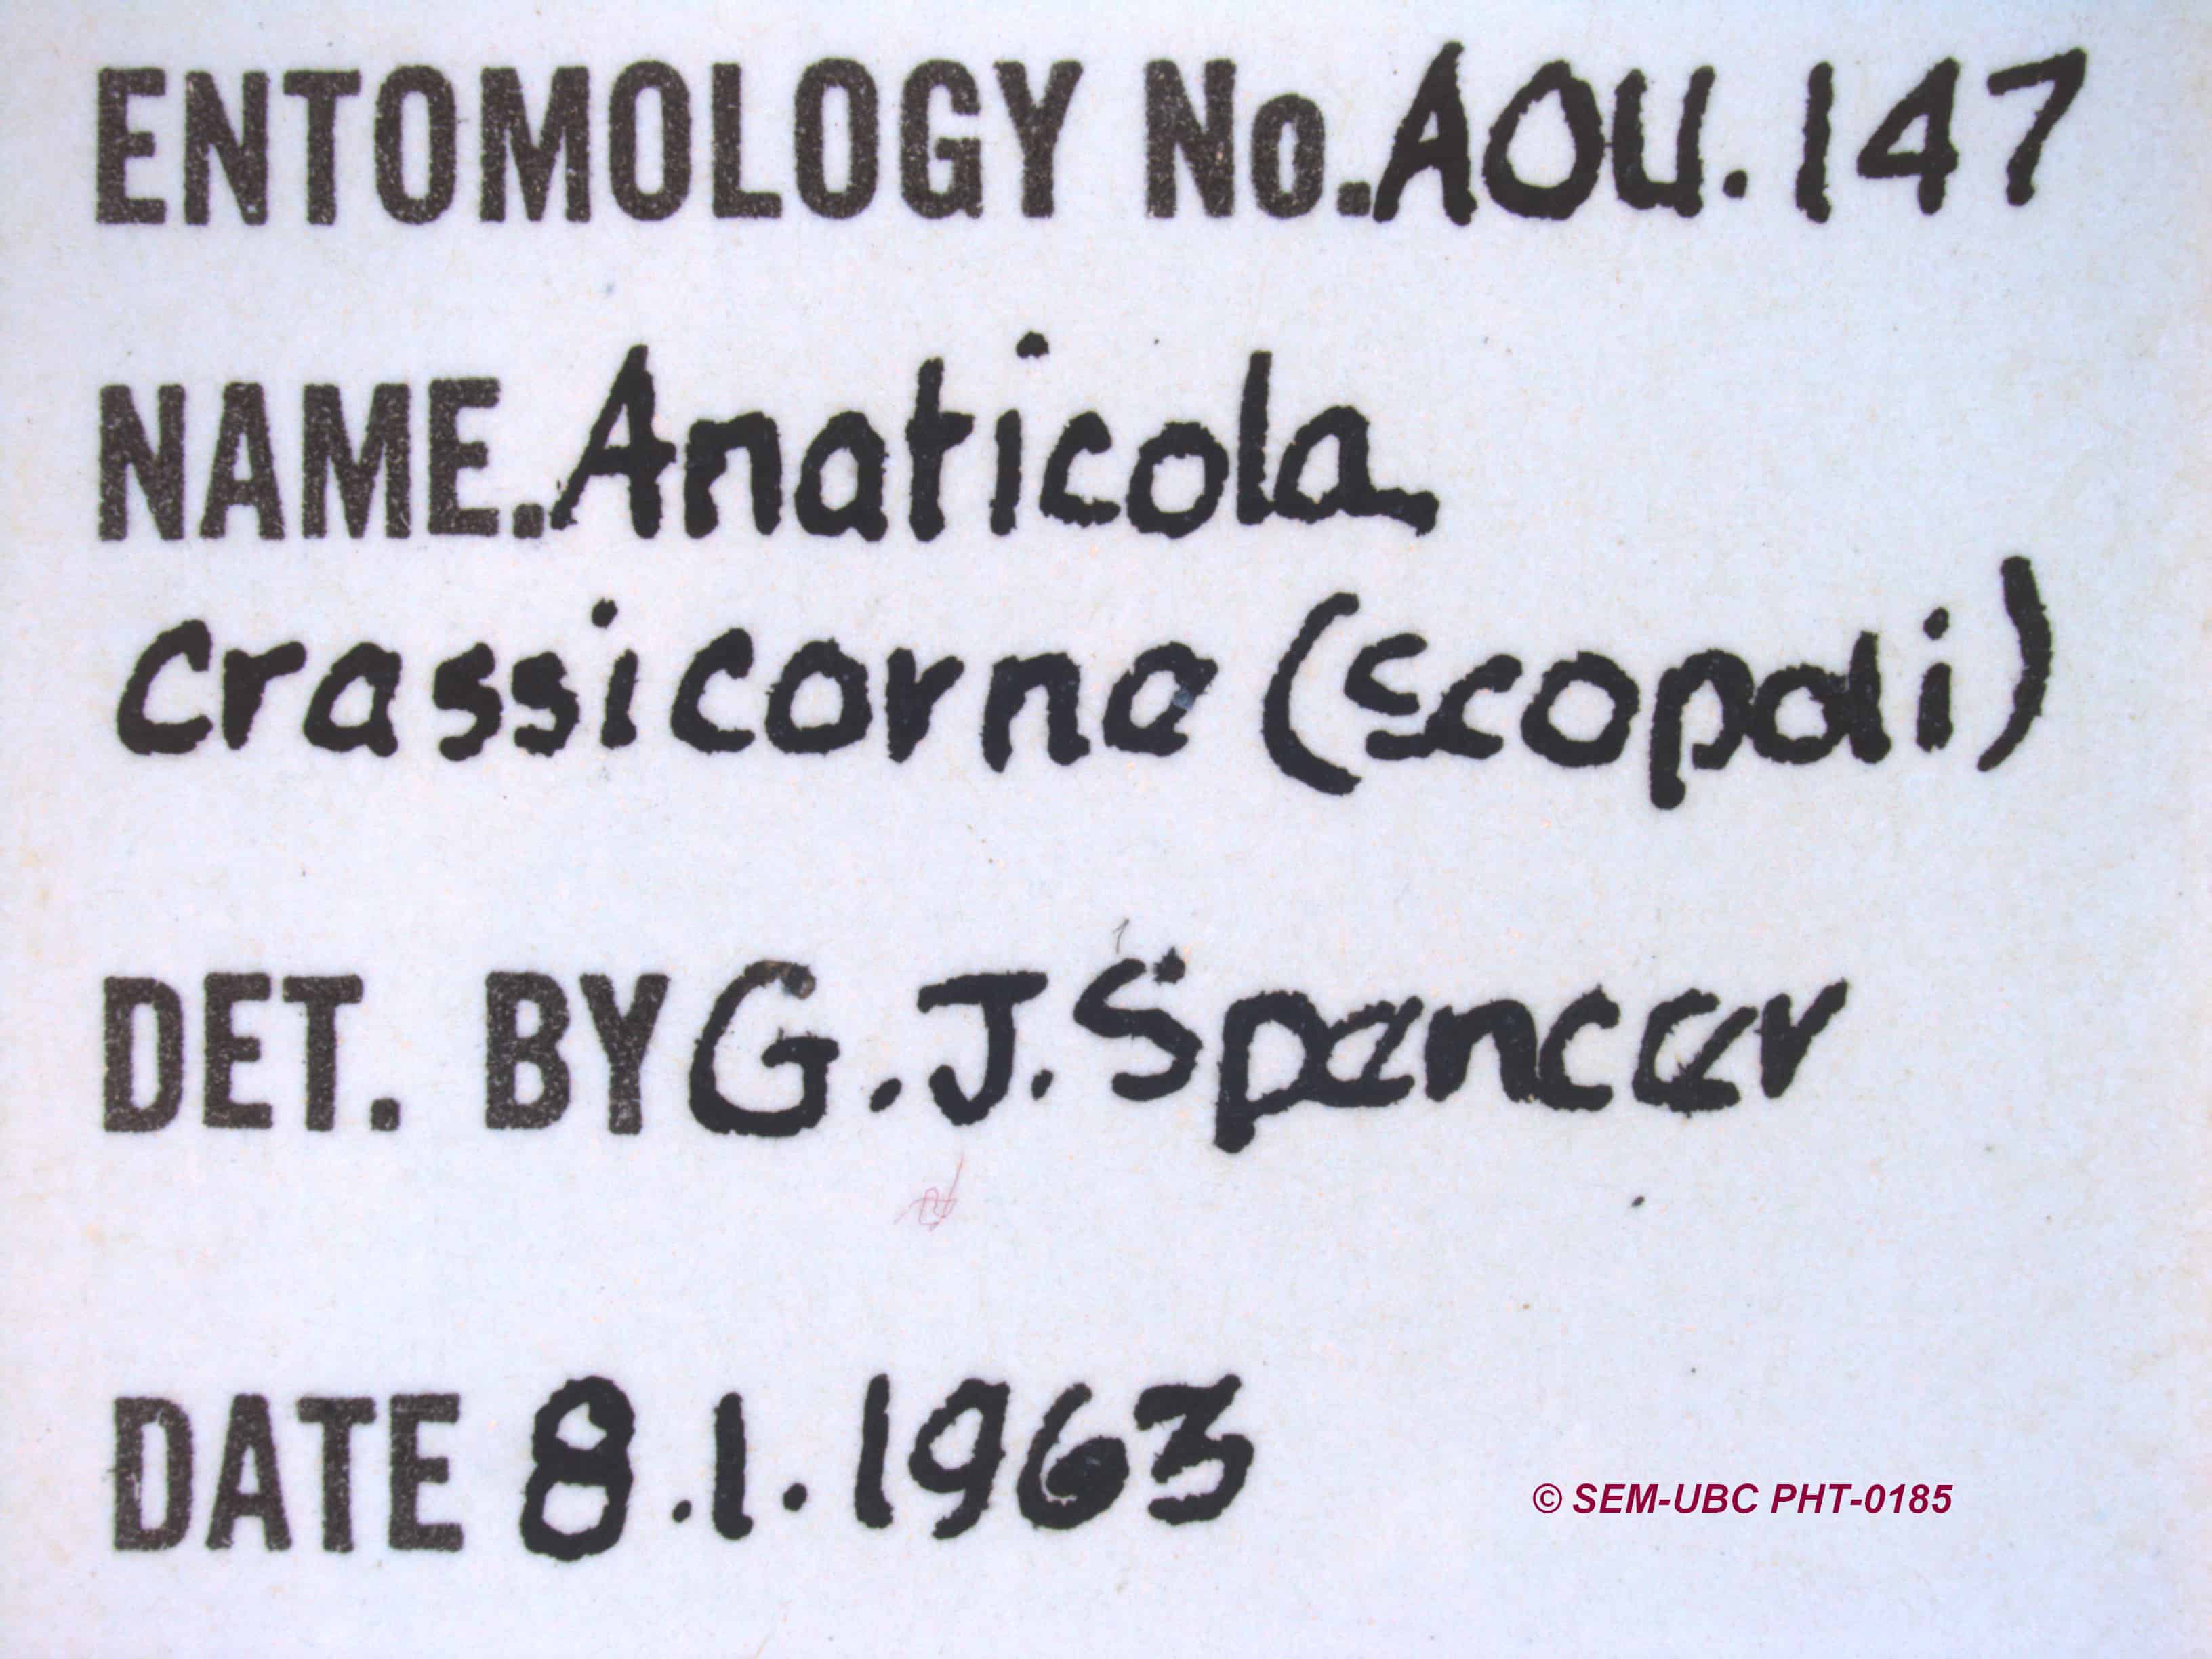 ENTOMOLOGY No. AOU. 147
NAME. Anaticola
crassicorne (scopoli)
DET. BY G. J. Spencer
DATE 8.1.1963
© SEM-UBC PHT-0185